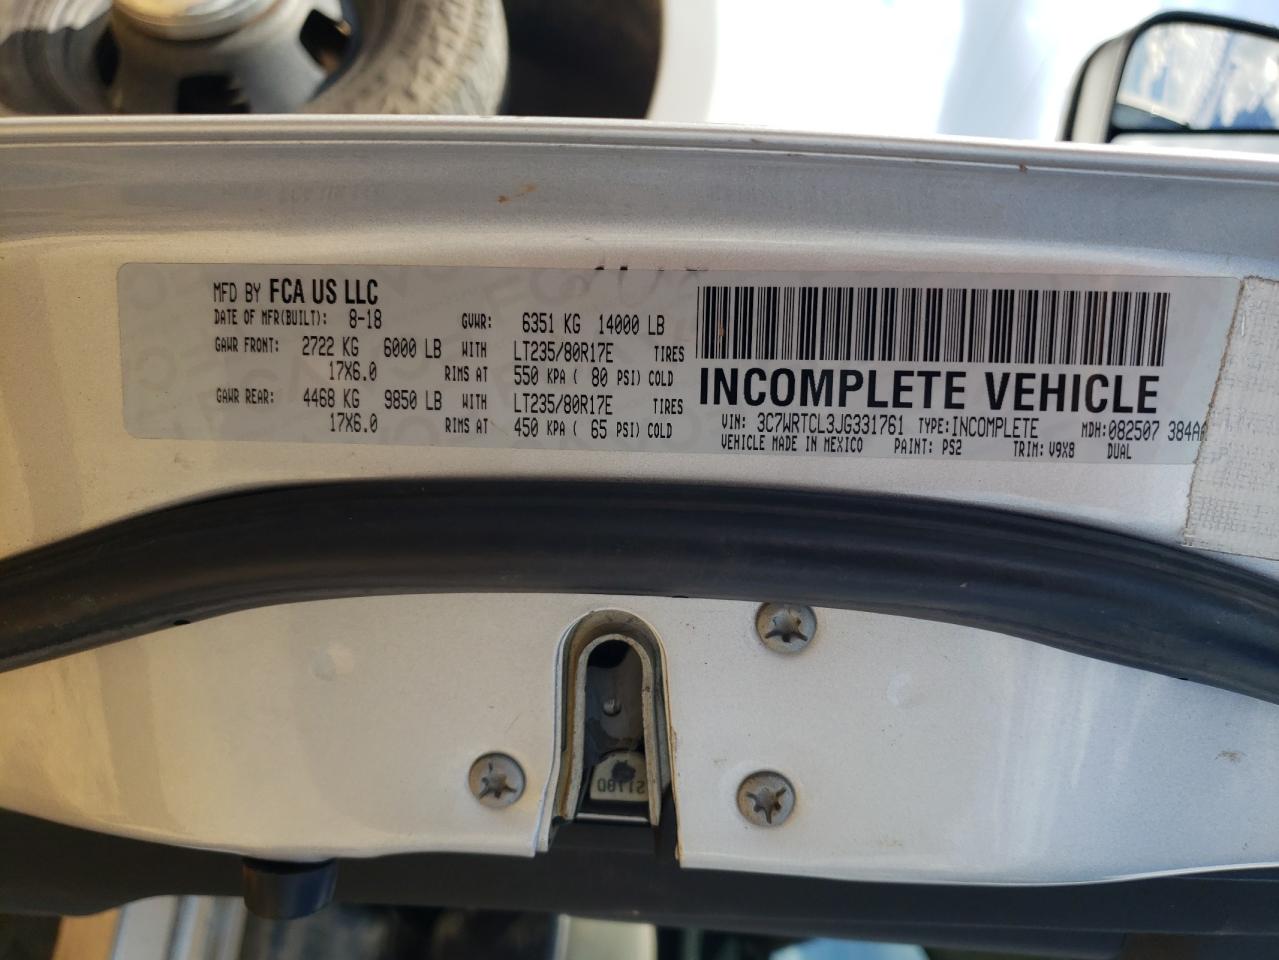 MFD BY FCA US LLC
DATE OF MFR(BUILT): 8-18 GVWR: 6351 KG 14000 LB
GAWR FRONT: 2722 KG 6000 LB WITH LT235/80R17E TIRES
17X6.0 RIMS AT 550 KPA ( 80 PSI) COLD
GAWR REAR: 4468 KG 9850 LB WITH LT235/80R17E TIRES
17X6.0 RIMS AT 450 KPA ( 65 PSI) COLD
INCOMPLETE VEHICLE
VIN: 3C7WRTCL3JG331761 TYPE: INCOMPLETE MDH: 082507 384AA
VEHICLE MADE IN MEXICO PAINT: PS2 TRIM: V9X8 DUAL